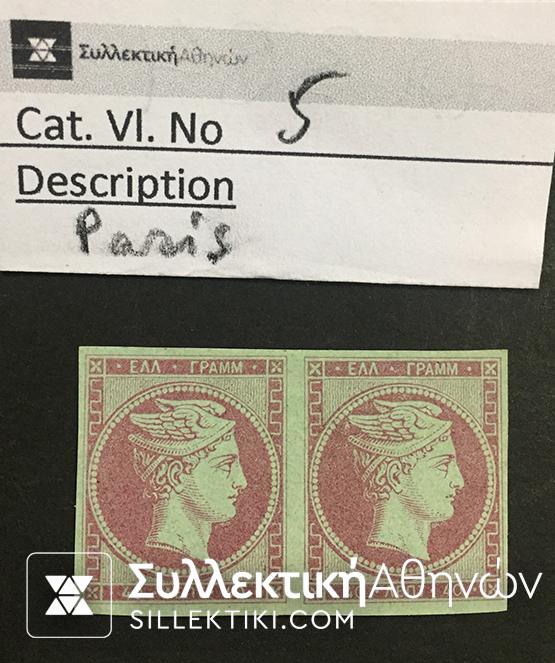 ΣυλλεκτικήΑθηνών
Cat. Vl. No 5
Description
Paris
ΕΛΛ ΓΡΑΜΜ ΕΛΛ ΓΡΑΜΜ
ΣυλλεκτικήΑθηνών
SILLEKTIKI.COM